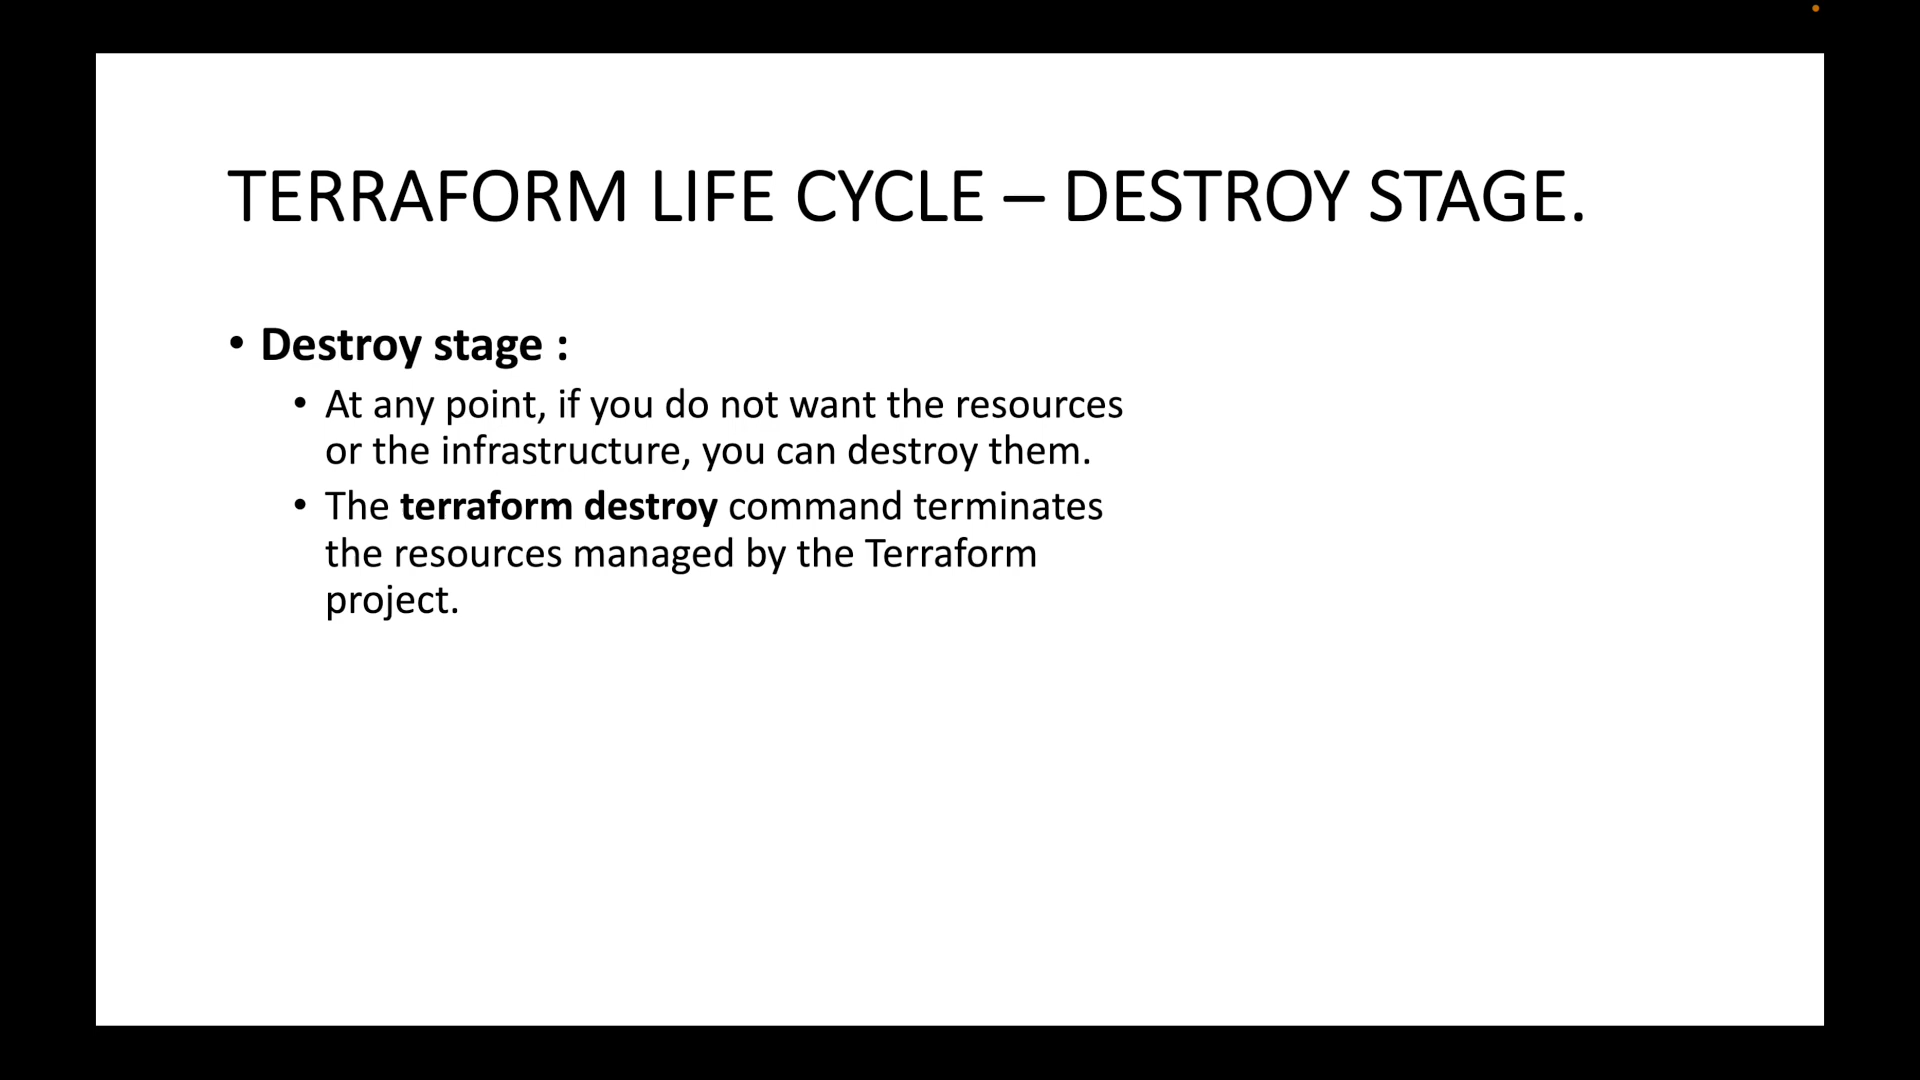 TERRAFORM LIFE CYCLE – DESTROY STAGE.
• Destroy stage :
• At any point, if you do not want the resources
or the infrastructure, you can destroy them.
• The terraform destroy command terminates
the resources managed by the Terraform
project.